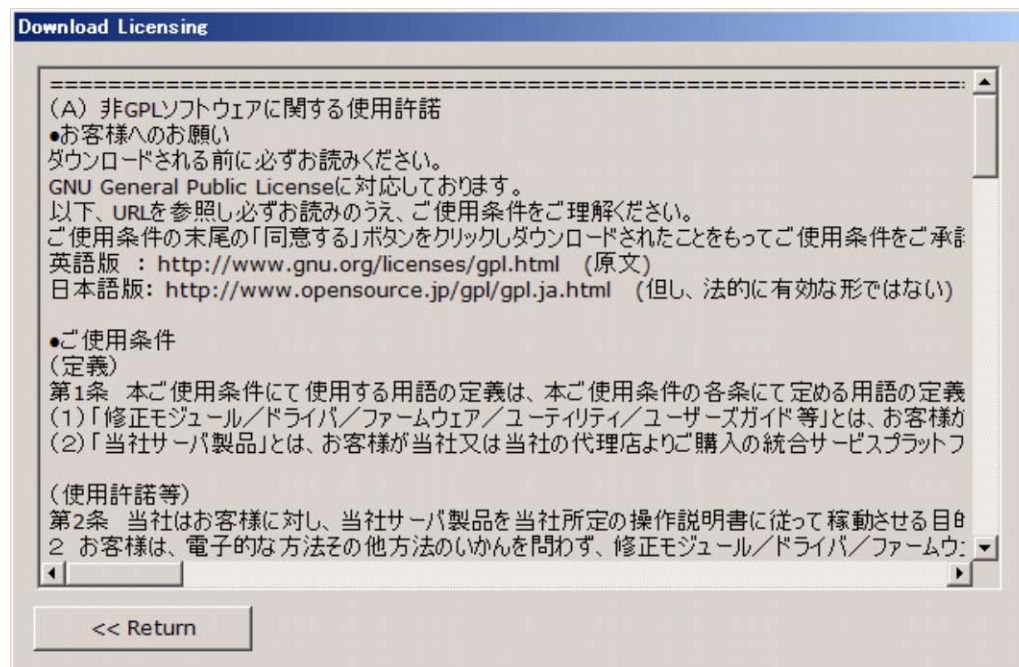 Download Licensing
==================================================================
(A) 非GPLソフトウェアに関する使用許諾
●お客様へのお願い
ダウンロードされる前に必ずお読みください。
GNU General Public Licenseに対応しております。
以下、URLを参照し必ずお読みのうえ、ご使用条件をご理解ください。
ご使用条件の末尾の「同意する」ボタンをクリックしダウンロードされたことをもってご使用条件をご承
英語版 : http://www.gnu.org/licenses/gpl.html (原文)
日本語版: http://www.opensource.jp/gpl/gpl.ja.html (但し、法的に有効な形ではない)
●ご使用条件
(定義)
第1条 本ご使用条件にて使用する用語の定義は、本ご使用条件の各条にて定める用語の定義
(1)「修正モジュール/ドライバ/ファームウェア/ユーティリティ/ユーザーズガイド等」とは、お客様が
(2)「当社サーバ製品」とは、お客様が当社又は当社の代理店よりご購入の統合サービスプラットフ
(使用許諾等)
第2条 当社はお客様に対し、当社サーバ製品を当社所定の操作説明書に従って稼動させる目
2 お客様は、電子的な方法その他方法のいかんを問わず、修正モジュール/ドライバ/ファームウ
<< Return